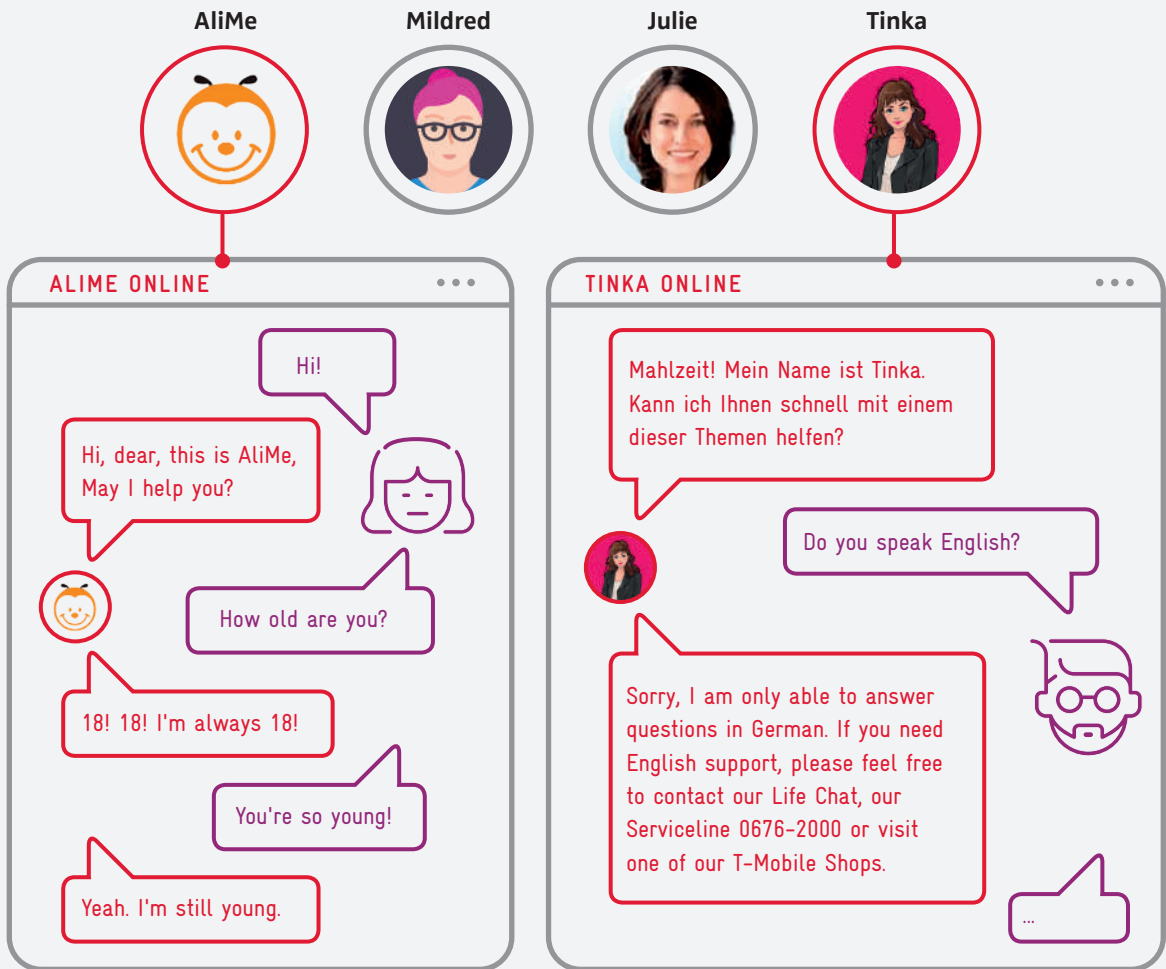 AliMe
Mildred
Julie
Tinka
ALIME ONLINE
Hi!
Hi, dear, this is AliMe,
May I help you?
How old are you?
18! 18! I'm always 18!
You're so young!
Yeah. I'm still young.
TINKA ONLINE
Mahlzeit! Mein Name ist Tinka.
Kann ich Ihnen schnell mit einem
dieser Themen helfen?
Do you speak English?
Sorry, I am only able to answer
questions in German. If you need
English support, please feel free
to contact our Life Chat, our
Serviceline 0676-2000 or visit
one of our T-Mobile Shops.
...